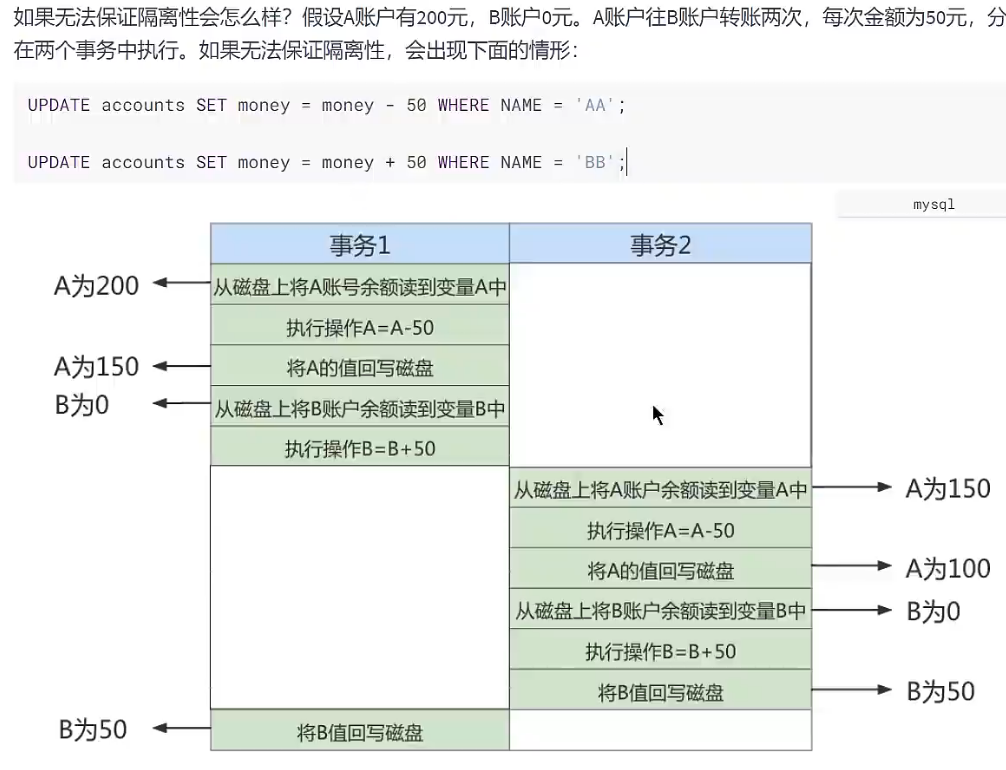 如果无法保证隔离性会怎么样？假设A账户有200元，B账户0元。A账户往B账户转账两次，每次金额为50元，分
在两个事务中执行。如果无法保证隔离性，会出现下面的情形：
UPDATE accounts SET money = money - 50 WHERE NAME = 'AA';
UPDATE accounts SET money = money + 50 WHERE NAME = 'BB';
mysql
事务1 事务2
A为200 从磁盘上将A账号余额读到变量A中
执行操作A=A-50
A为150 将A的值回写磁盘
B为0 从磁盘上将B账户余额读到变量B中
执行操作B=B+50
从磁盘上将A账户余额读到变量A中 A为150
执行操作A=A-50
将A的值回写磁盘 A为100
从磁盘上将B账户余额读到变量B中 B为0
执行操作B=B+50
将B值回写磁盘 B为50
B为50 将B值回写磁盘